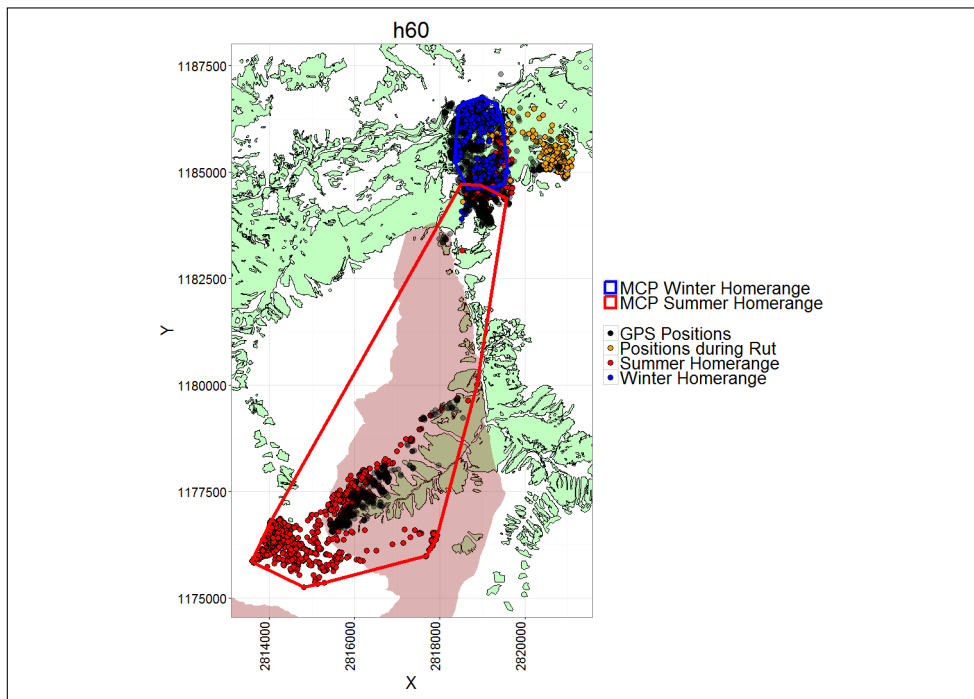 h60
1187500
1185000
1182500
1180000
1177500
1175000
Y
2814000
2816000
2818000
2820000
X
MCP Winter Homerange
MCP Summer Homerange
GPS Positions
Positions during Rut
Summer Homerange
Winter Homerange